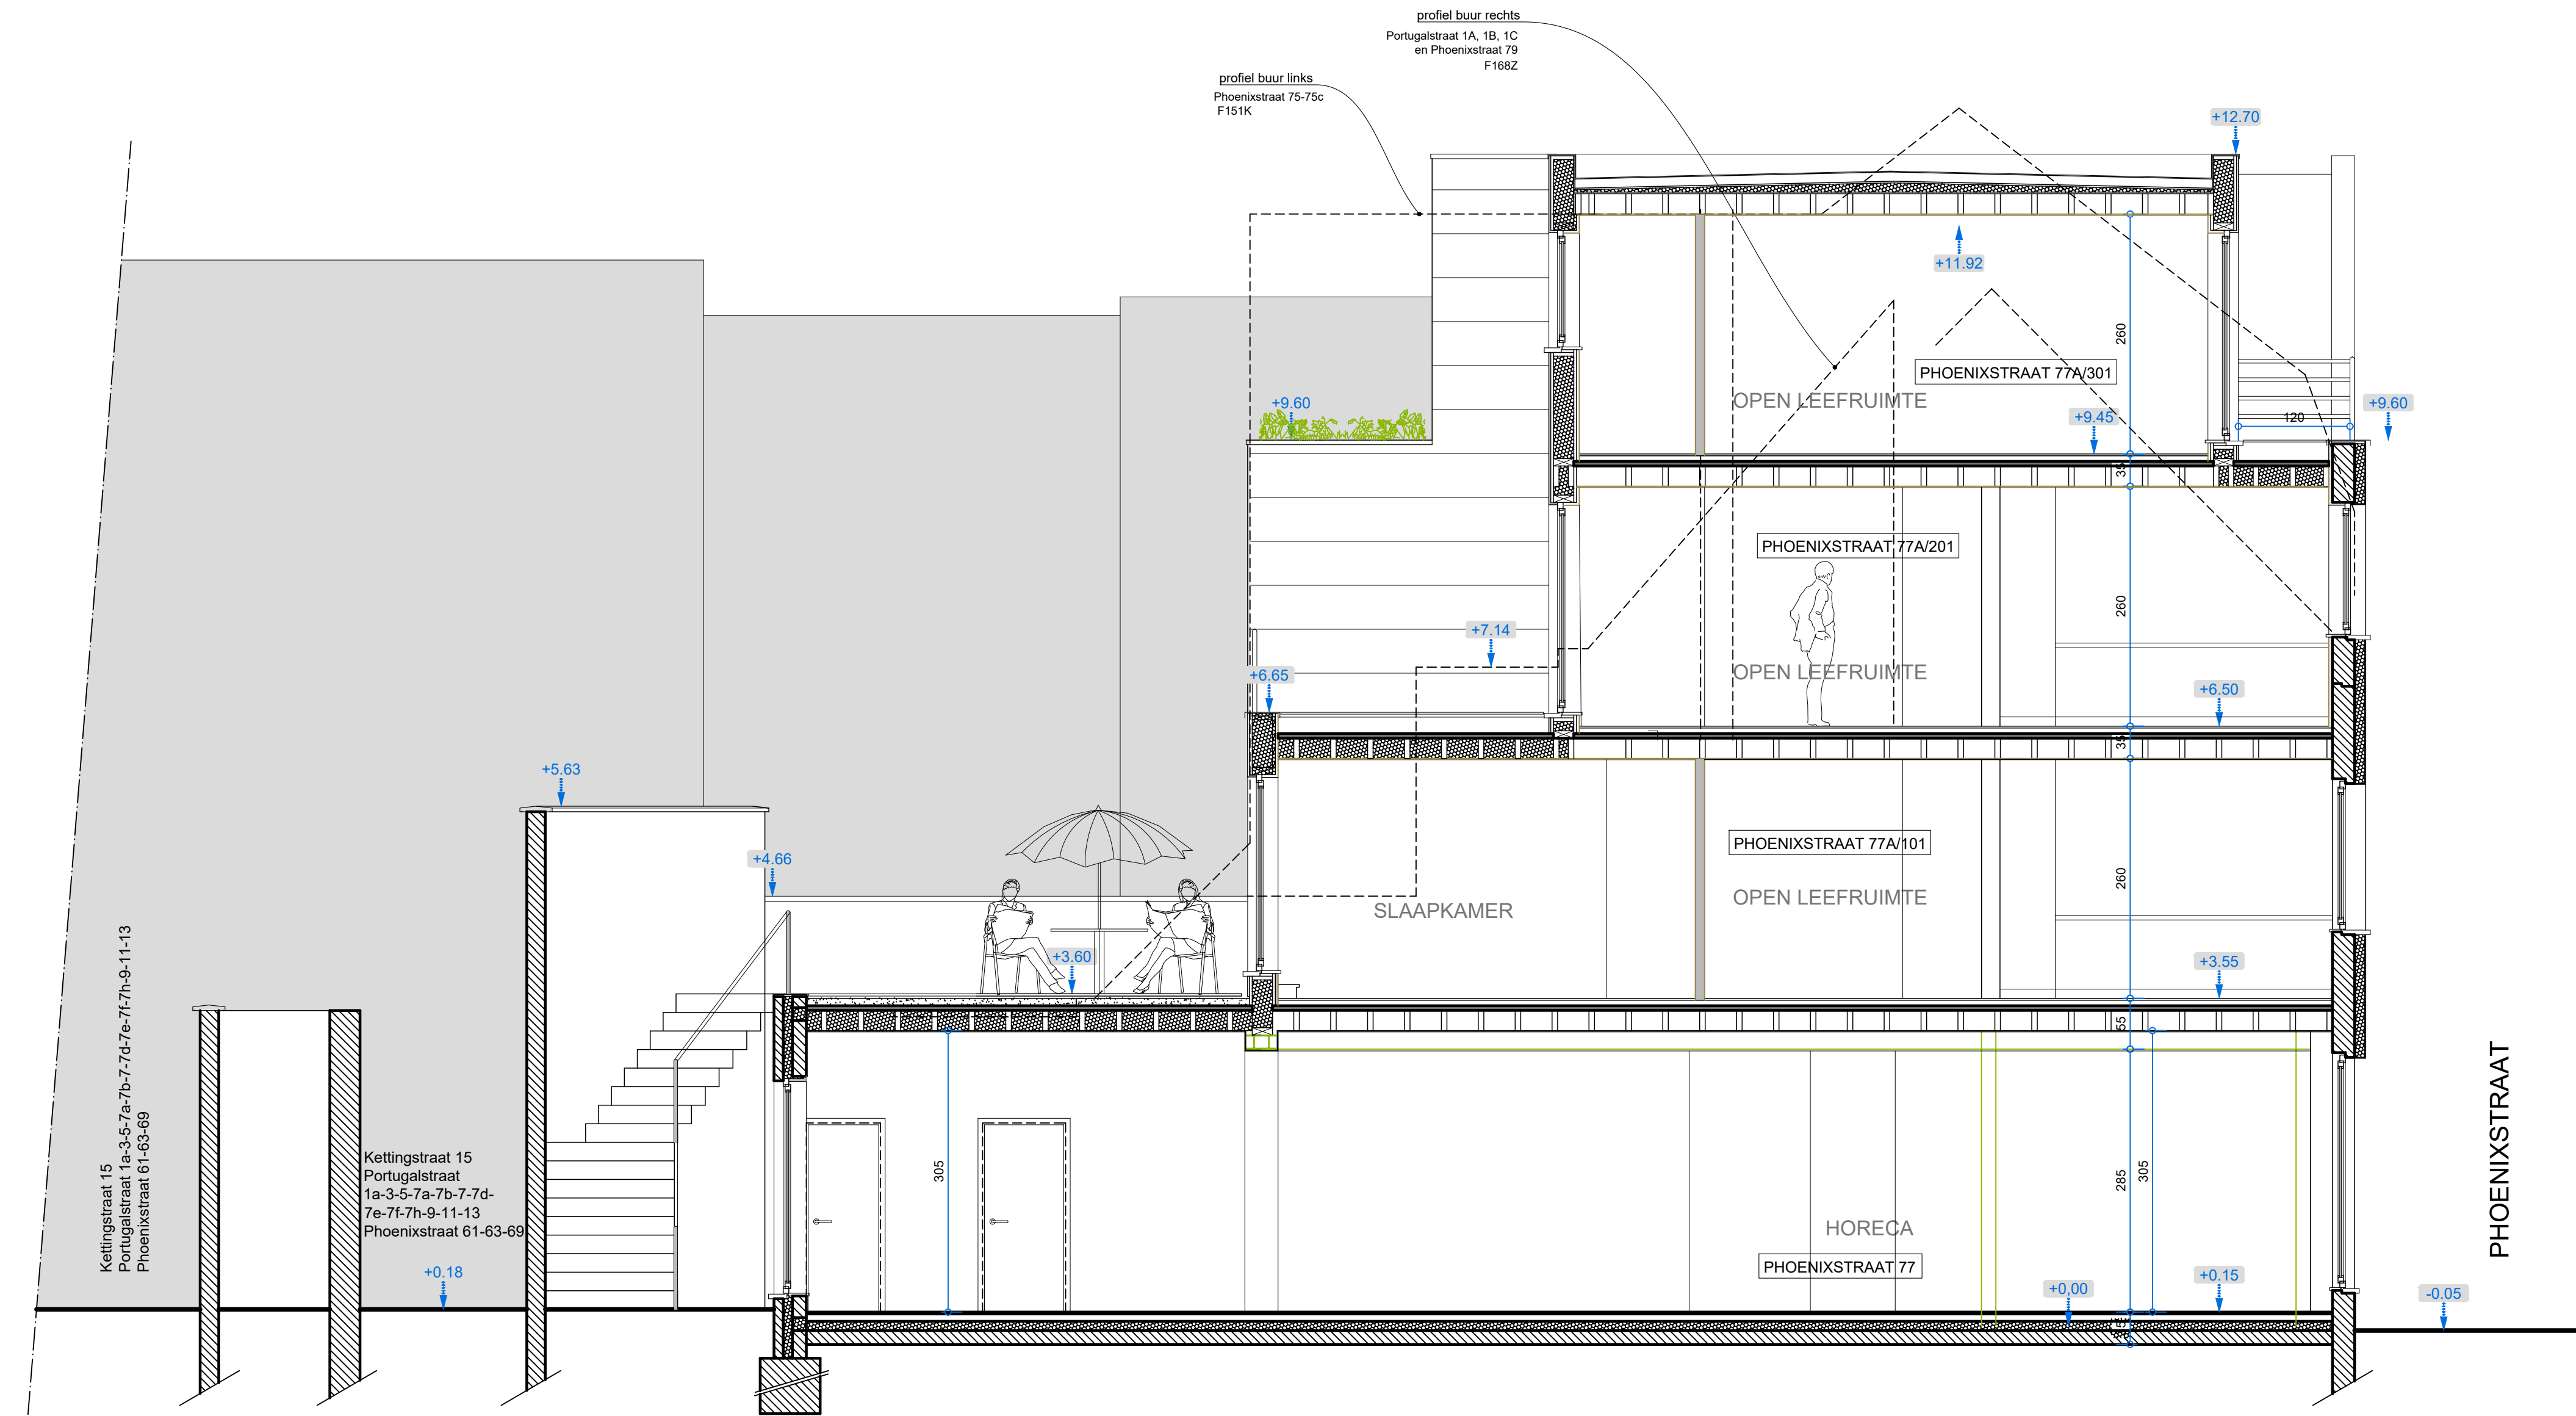 profiel buur rechts
Portugalstraat 1A, 1B, 1C
en Phoenixstraat 79
F168Z
profiel buur links
Phoenixstraat 75-75c
F151K
+12.70
+11.92
260
PHOENIXSTRAAT 77A/301
OPEN LEEFRUIMTE
+9.60
+9.45
120
+9.60
35
PHOENIXSTRAAT 77A/201
260
+7.14
OPEN LEEFRUIMTE
+6.65
+6.50
35
+5.63
PHOENIXSTRAAT 77A/101
+4.66
260
SLAAPKAMER
OPEN LEEFRUIMTE
+3.60
+3.55
55
Kettingstraat 15
Portugalstraat 1a-3-5-7a-7b-7-7d-7e-7f-7h-9-11-13
Phoenixstraat 61-63-69
Kettingstraat 15
Portugalstraat
1a-3-5-7a-7b-7-7d-
7e-7f-7h-9-11-13
Phoenixstraat 61-63-69
305
285
305
HORECA
PHOENIXSTRAAT 77
+0.18
+0,00
+0.15
-0.05
PHOENIXSTRAAT